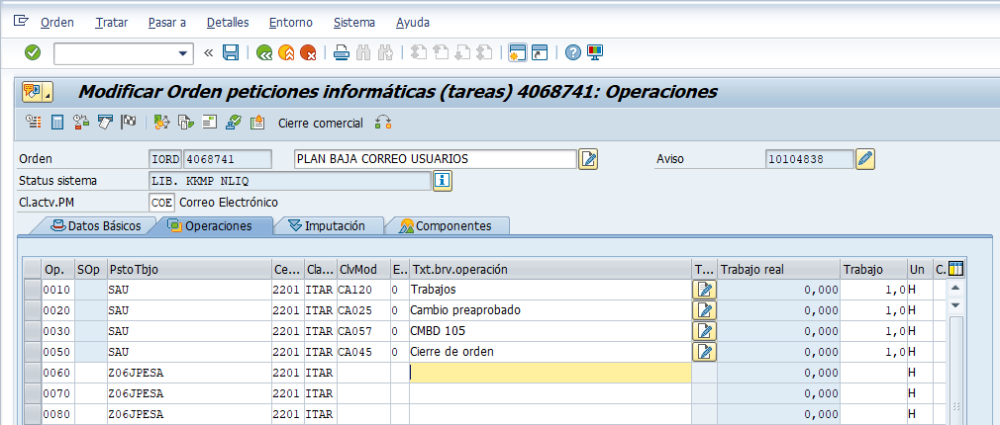 Orden Tratar Pasar a Detalles Entorno Sistema Ayuda
Modificar Orden peticiones informáticas (tareas) 4068741: Operaciones
Cierre comercial
Orden IORD 4068741 PLAN BAJA CORREO USUARIOS Aviso 10104838
Status sistema LIB. KKMP NLIQ
Cl.actv.PM COE Correo Electrónico
Datos Básicos Operaciones Imputación Componentes
Op. SOp PstoTbjo Ce... Cla... ClvMod E.. Txt.brv.operación T... Trabajo real Trabajo Un C.
0010 SAU 2201 ITAR CA120 0 Trabajos 0,000 1,0 H
0020 SAU 2201 ITAR CA025 0 Cambio preaprobado 0,000 1,0 H
0030 SAU 2201 ITAR CA057 0 CMBD 105 0,000 1,0 H
0050 SAU 2201 ITAR CA045 0 Cierre de orden 0,000 1,0 H
0060 Z06JPESA 2201 ITAR 0,000 H
0070 Z06JPESA 2201 ITAR 0,000 H
0080 Z06JPESA 2201 ITAR 0,000 H